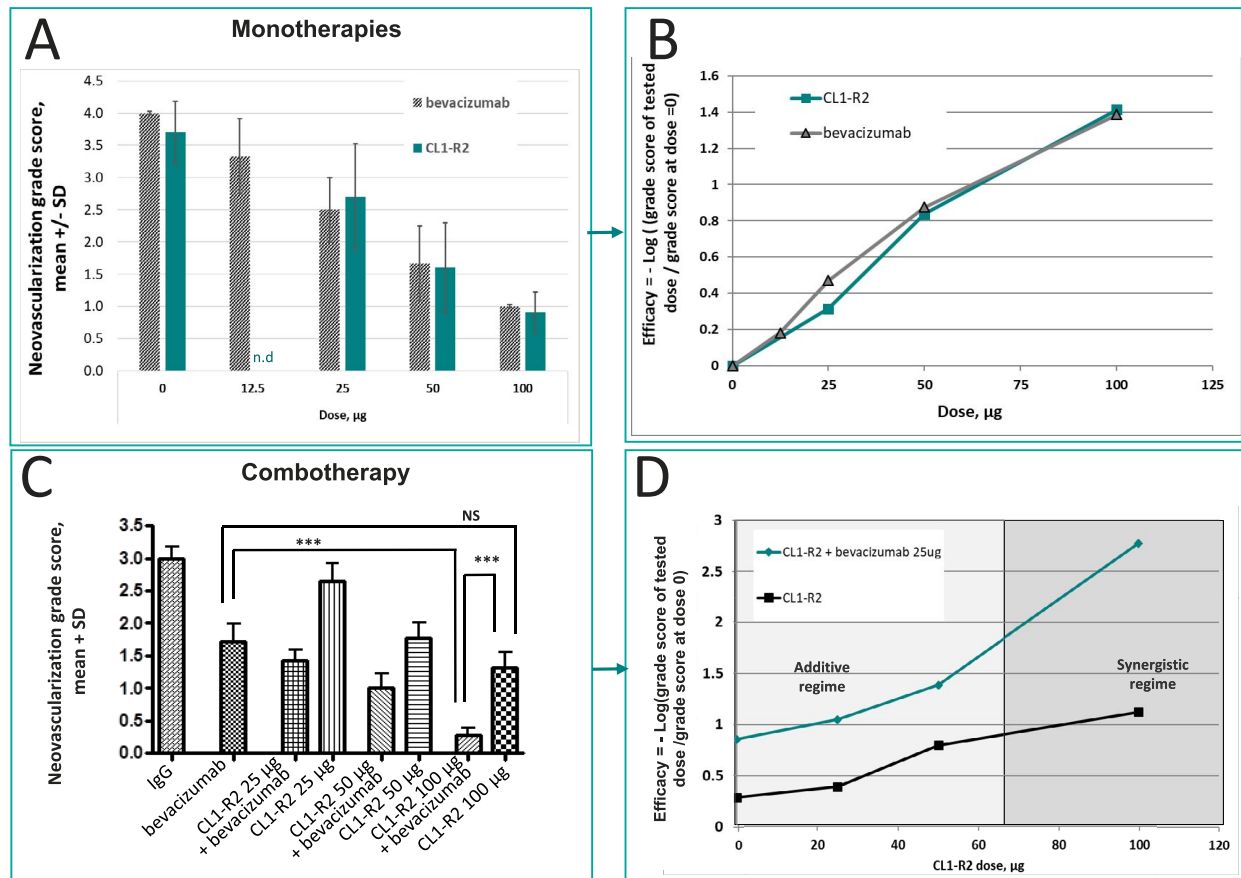 A
Monotherapies
Neovascularization grade score,
mean +/- SD
4.5
4.0
3.5
3.0
2.5
2.0
1.5
1.0
0.5
0.0
bevacizumab
CL1-R2
n.d
0
12.5
25
50
100
Dose, µg
B
Efficacy = - Log ( (grade score of tested
dose / grade score at dose =0)
1.6
1.4
1.2
1
0.8
0.6
0.4
0.2
0
CL1-R2
bevacizumab
0
25
50
75
100
125
Dose, µg
C
Combotherapy
Neovascularization grade score,
mean + SD
3.5
3.0
2.5
2.0
1.5
1.0
0.5
0.0
NS
***
***
IgG
bevacizumab
CL1-R2 25 µg
+ bevacizumab
CL1-R2 25 µg
CL1-R2 50 µg
+ bevacizumab
CL1-R2 50 µg
CL1-R2 100 µg
+ bevacizumab
CL1-R2 100 µg
D
Efficacy = - Log(grade score of tested
dose /grade score at dose 0)
3
2.5
2
1.5
1
0.5
0
CL1-R2 + bevacizumab 25ug
CL1-R2
Additive
regime
Synergistic
regime
0
20
40
60
80
100
120
CL1-R2 dose, µg